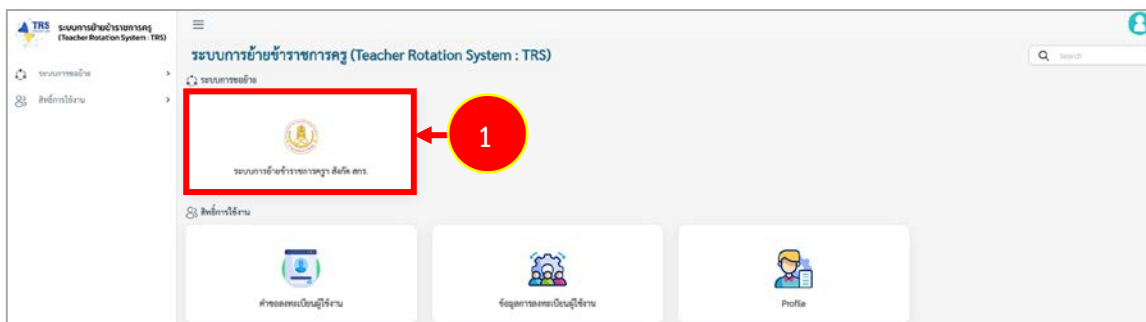 TRS ระบบการย้ายข้าราชการครู
(Teacher Rotation System : TRS)
ระบบการย้ายข้าราชการครู (Teacher Rotation System : TRS)
Search
ระบบการขอย้าย
สิทธิ์การใช้งาน
ระบบการขอย้าย
1
ระบบการย้ายข้าราชการครูฯ สังกัด สกร.
สิทธิ์การใช้งาน
คำขอลงทะเบียนผู้ใช้งาน
ข้อมูลการลงทะเบียนผู้ใช้งาน
Profile